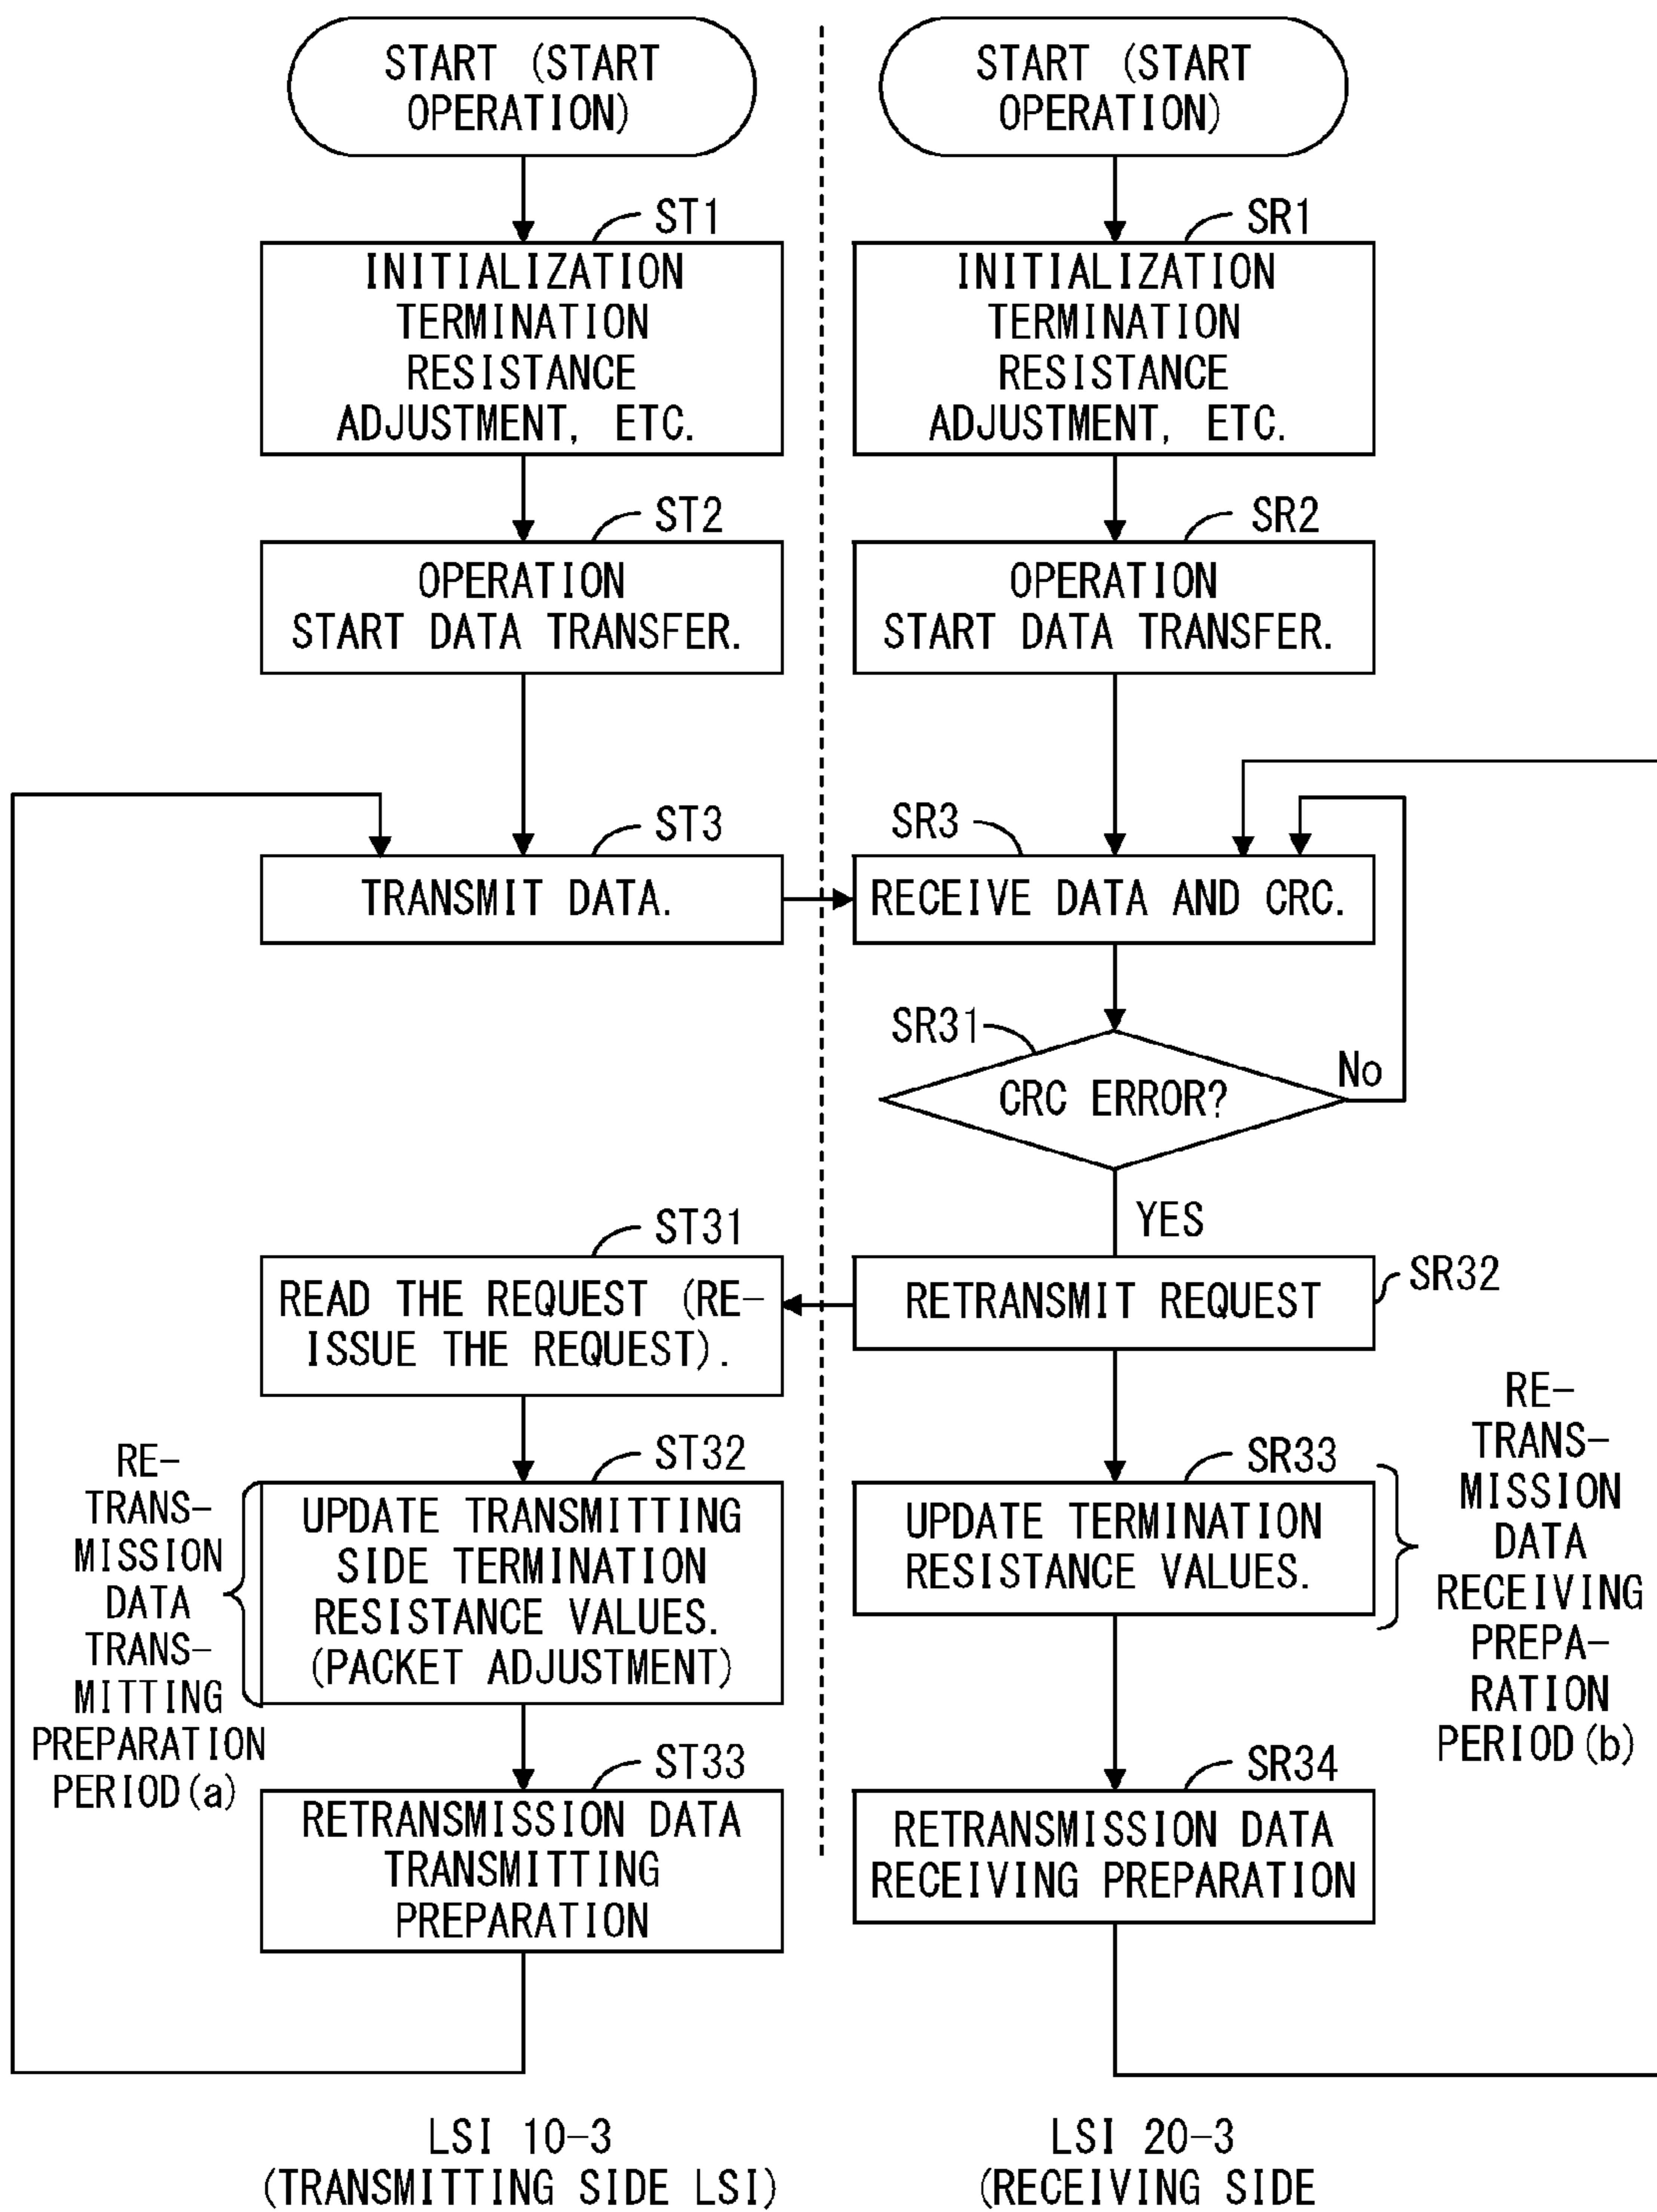 START (START
OPERATION)
START (START
OPERATION)
ST1
SR1
INITIALIZATION
TERMINATION
RESISTANCE
ADJUSTMENT, ETC.
INITIALIZATION
TERMINATION
RESISTANCE
ADJUSTMENT, ETC.
ST2
SR2
OPERATION
START DATA TRANSFER.
OPERATION
START DATA TRANSFER.
ST3
SR3
TRANSMIT DATA.
RECEIVE DATA AND CRC.
SR31
CRC ERROR?
No
YES
ST31
READ THE REQUEST (RE-
ISSUE THE REQUEST).
RETRANSMIT REQUEST
SR32
RE-
TRANS-
MISSION
DATA
TRANS-
MITTING
PREPARATION
PERIOD(a)
ST32
UPDATE TRANSMITTING
SIDE TERMINATION
RESISTANCE VALUES.
(PACKET ADJUSTMENT)
SR33
UPDATE TERMINATION
RESISTANCE VALUES.
RE-
TRANS-
MISSION
DATA
RECEIVING
PREPA-
RATION
PERIOD(b)
ST33
RETRANSMISSION DATA
TRANSMITTING
PREPARATION
SR34
RETRANSMISSION DATA
RECEIVING PREPARATION
LSI 10-3
(TRANSMITTING SIDE LSI)
LSI 20-3
(RECEIVING SIDE